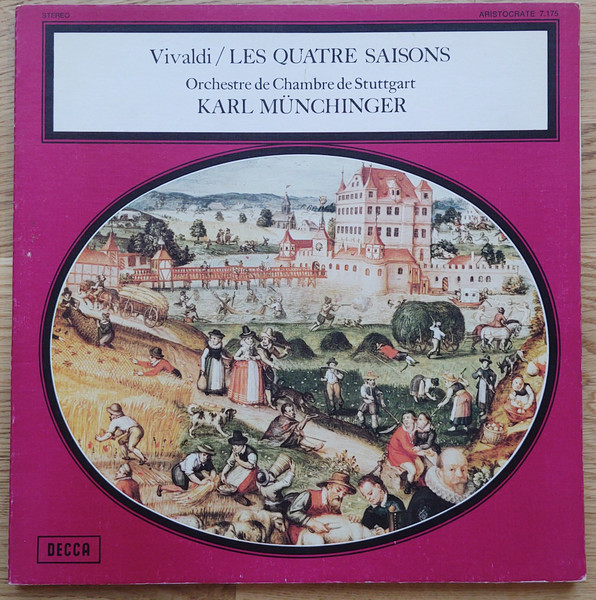 STEREO
ARISTOCRATE 7.175
Vivaldi / LES QUATRE SAISONS
Orchestre de Chambre de Stuttgart
KARL MÜNCHINGER
DECCA